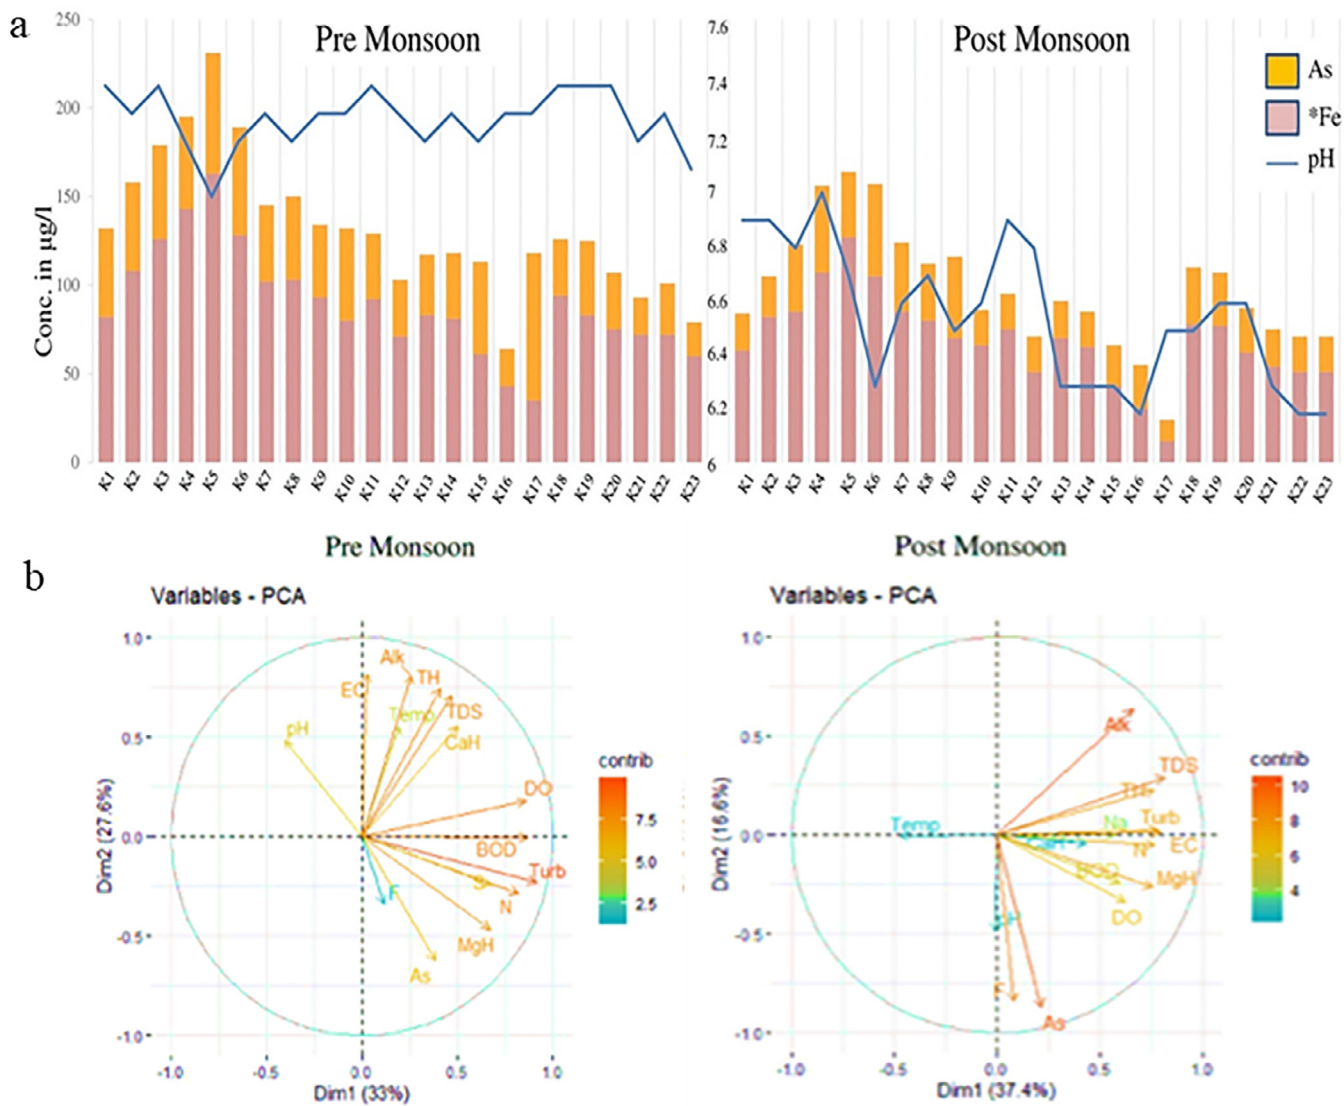 a
Pre Monsoon
Post Monsoon
As
*Fe
pH
Conc. in µg/l
250
200
150
100
50
0
7.6
7.4
7.2
7
6.8
6.6
6.4
6.2
6
K1 K2 K3 K4 K5 K6 K7 K8 K9 K10 K11 K12 K13 K14 K15 K16 K17 K18 K19 K20 K21 K22 K23
K1 K2 K3 K4 K5 K6 K7 K8 K9 K10 K11 K12 K13 K14 K15 K16 K17 K18 K19 K20 K21 K22 K23
b
Pre Monsoon
Variables - PCA
Dim2 (27.6%)
1.0
0.5
0.0
-0.5
-1.0
Alk
TH
EC
Temp
TDS
pH
CaH
DO
BOD
Turb
F
N
MgH
As
-1.0 -0.5 0.0 0.5 1.0
Dim1 (33%)
contrib
7.5
5.0
2.5
Post Monsoon
Variables - PCA
Dim2 (16.6%)
1.0
0.5
0.0
-0.5
-1.0
Alk
TDS
TH
Temp
Na
Turb
N
EC
BOD
MgH
DO
pH
As
-1.0 -0.5 0.0 0.5 1.0
Dim1 (37.4%)
contrib
10
8
6
4